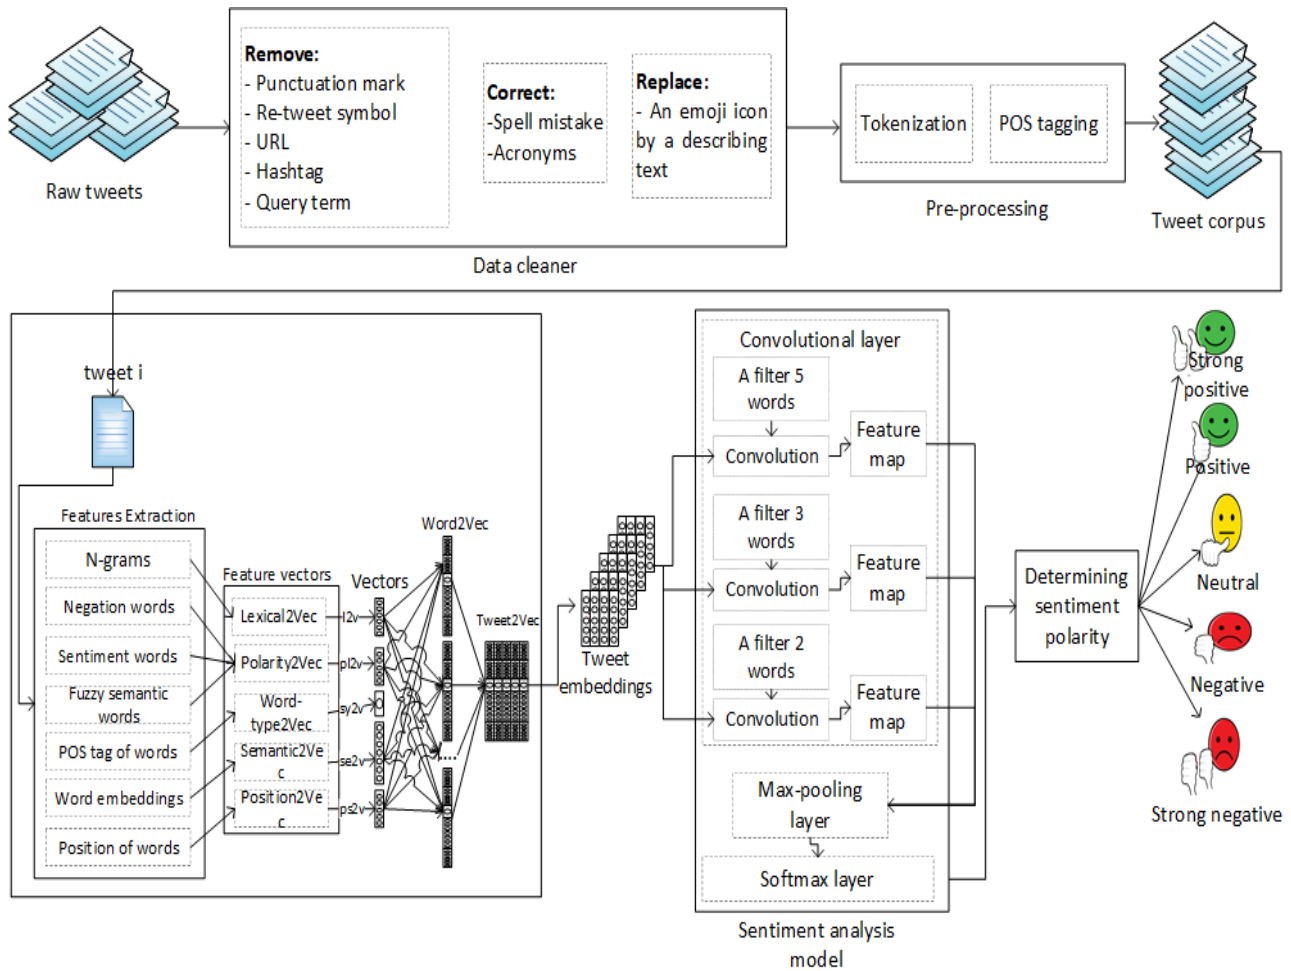 Raw tweets
Remove:
- Punctuation mark
- Re-tweet symbol
- URL
- Hashtag
- Query term
Correct:
-Spell mistake
-Acronyms
Replace:
- An emoji icon
by a describing
text
Data cleaner
Tokenization
POS tagging
Pre-processing
Tweet corpus
tweet i
Features Extraction
N-grams
Negation words
Sentiment words
Fuzzy semantic
words
POS tag of words
Word embeddings
Position of words
Feature vectors
Lexical2Vec
Polarity2Vec
Word-
type2Vec
Semantic2Ve
c
Position2Ve
c
Vectors
l2v
pl2v
sy2v
se2v
ps2v
Word2Vec
....
Tweet2Vec
Tweet
embeddings
Convolutional layer
A filter 5
words
Convolution
Feature
map
A filter 3
words
Convolution
Feature
map
A filter 2
words
Convolution
Feature
map
Max-pooling
layer
Softmax layer
Sentiment analysis
model
Determining
sentiment
polarity
Strong
positive
Positive
Neutral
Negative
Strong negative